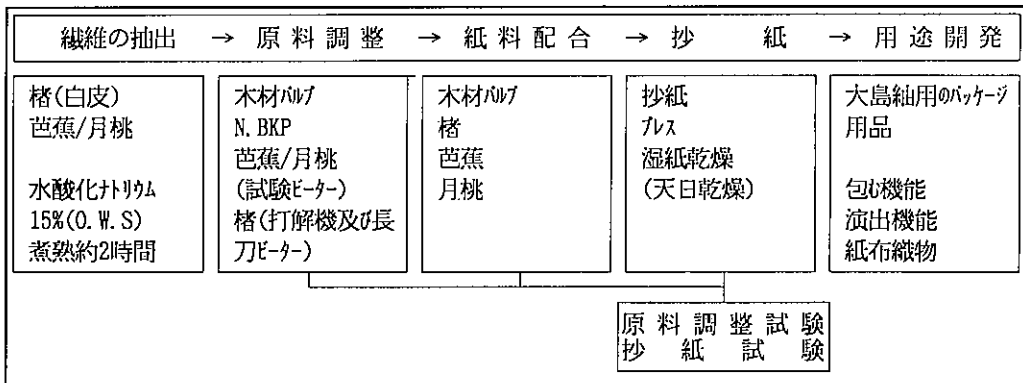 繊維の抽出 → 原料調整 → 紙料配合 → 抄紙 → 用途開発
楮(白皮)
芭蕉/月桃
水酸化ナトリウム
15%(O.W.S)
煮熟約2時間
木材パルプ
N.BKP
芭蕉/月桃
(試験ビーター)
楮(打解機及び長
刀ビーター)
木材パルプ
楮
芭蕉
月桃
抄紙
プレス
湿紙乾燥
(天日乾燥)
大島紬用のパッケージ
用品
包む機能
演出機能
紙布織物
原料調整試験
抄紙試験